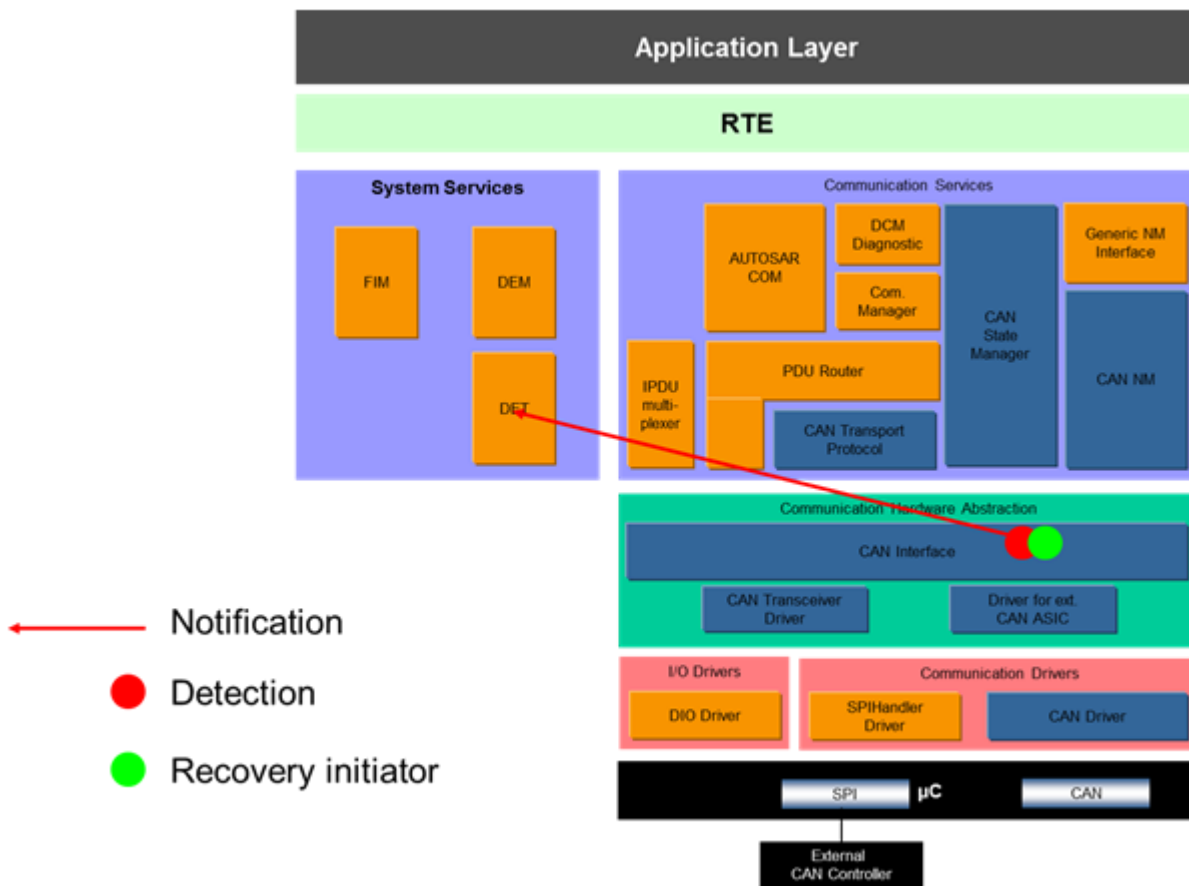 Application Layer
RTE
System Services
FIM
DEM
DET
Communication Services
AUTOSAR
COM
DCM
Diagnostic
Com.
Manager
CAN
State
Manager
Generic NM
Interface
CAN NM
IPDU
multi-
plexer
PDU Router
CAN Transport
Protocol
Communication Hardware Abstraction
CAN Interface
CAN Transceiver
Driver
Driver for ext.
CAN ASIC
I/O Drivers
DIO Driver
Communication Drivers
SPIHandler
Driver
CAN Driver
SPI
µC
CAN
External
CAN Controller
Notification
Detection
Recovery initiator